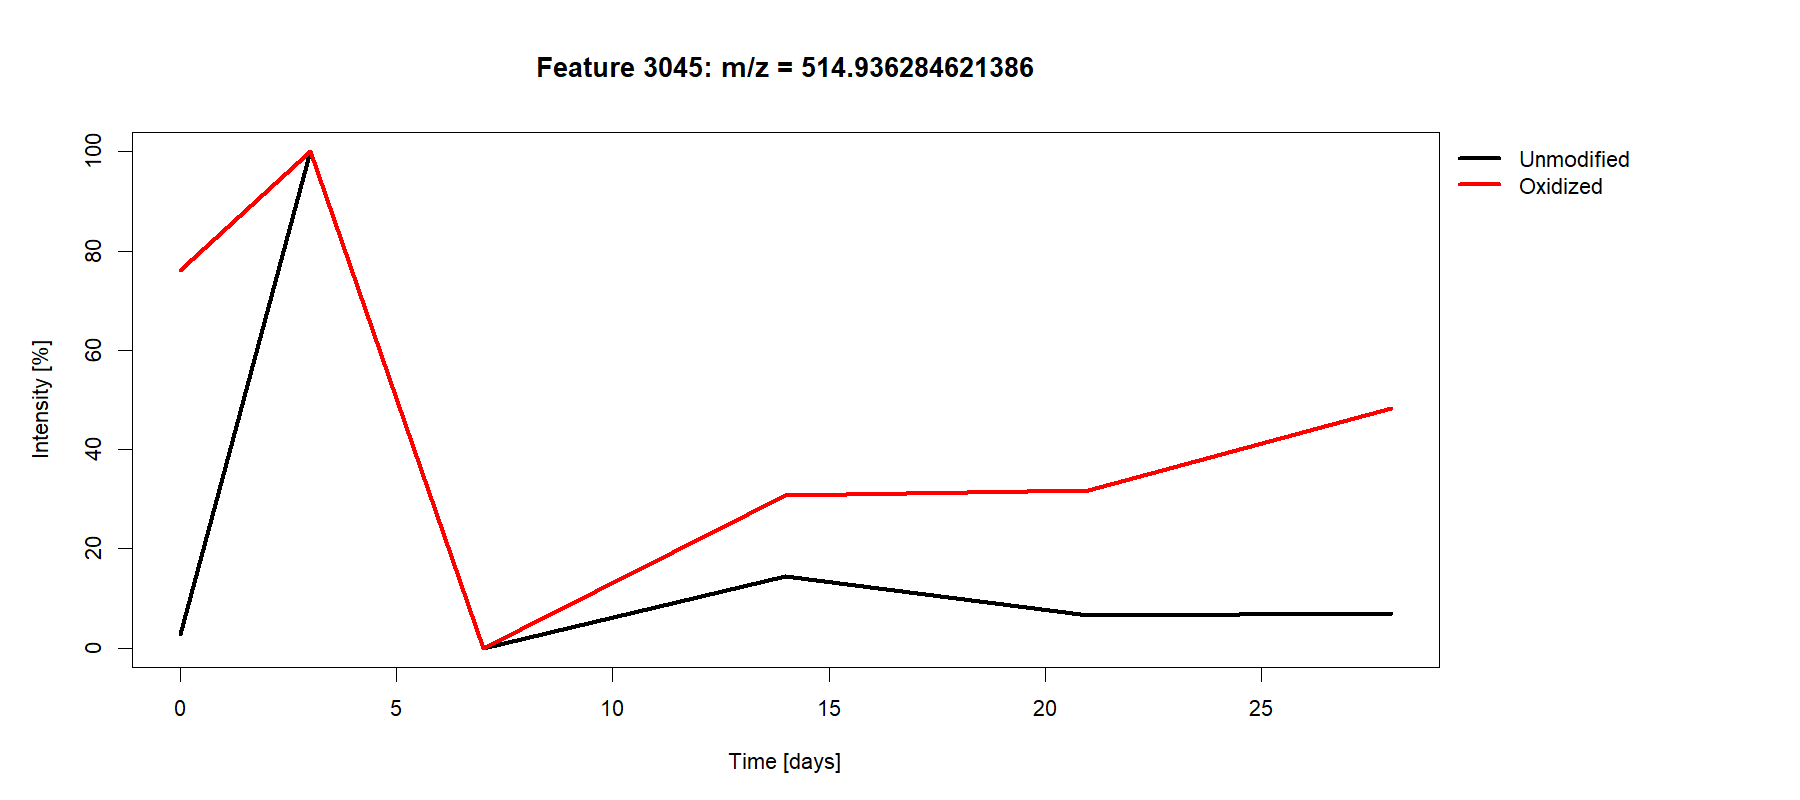 Feature 3045: m/z = 514.936284621386
Unmodified
Oxidized
Intensity [%]
100
80
60
40
20
0
0 5 10 15 20 25
Time [days]